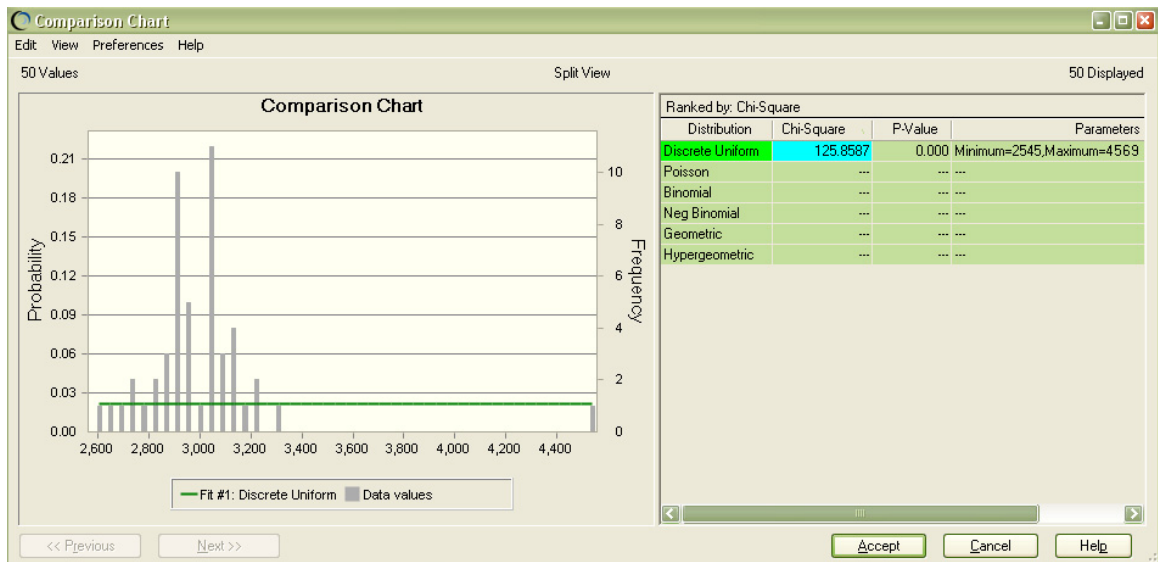 Comparison Chart
Edit View Preferences Help
50 Values Split View 50 Displayed
Comparison Chart
Probability
0.21
0.18
0.15
0.12
0.09
0.06
0.03
0.00
10
8
6
4
2
0
Frequency
2,600 2,800 3,000 3,200 3,400 3,600 3,800 4,000 4,200 4,400
Fit #1: Discrete Uniform Data values
Ranked by: Chi-Square
Distribution Chi-Square P-Value Parameters
Discrete Uniform 125.8587 0.000 Minimum=2545,Maximum=4569
Poisson --- --- ---
Binomial --- --- ---
Neg Binomial --- --- ---
Geometric --- --- ---
Hypergeometric --- --- ---
<< Previous Next >> Accept Cancel Help